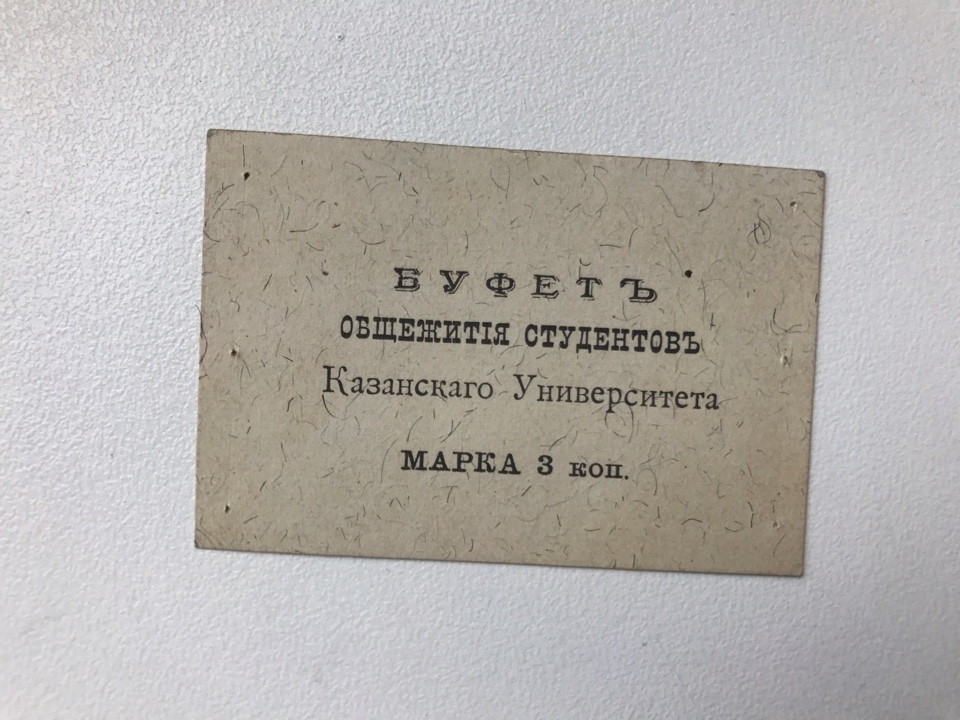 БУФЕТЪ
ОБЩЕЖИТІЯ СТУДЕНТОВЪ
Казанскаго Университета
МАРКА 3 коп.